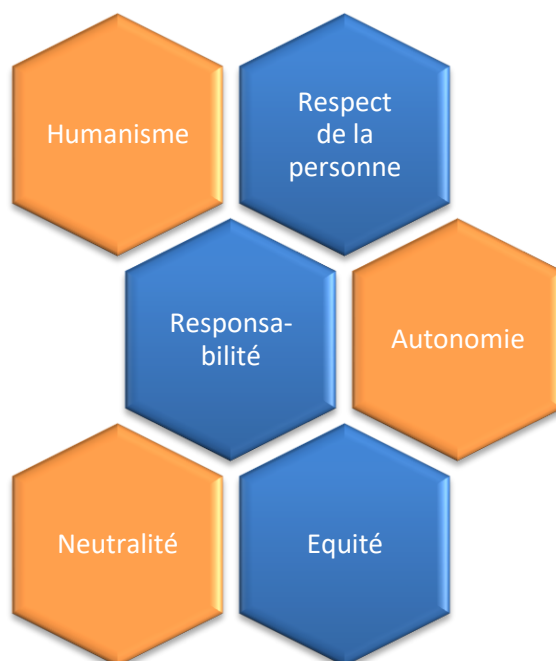 Humanisme
Respect
de la
personne
Responsa-
bilité
Autonomie
Neutralité
Equité